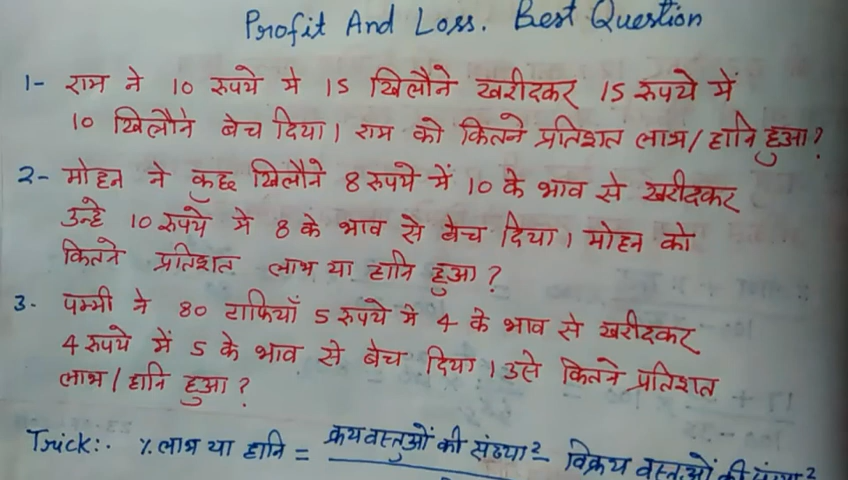 Profit And Loss. Best Question
1- राम ने 10 रुपये मे 15 खिलौने खरीदकर 15 रुपये में
10 खिलौने बेच दिया। राम को कितने प्रतिशत लाभ/हानि हुआ?
2- मोहन ने कुछ खिलौने 8 रुपये में 10 के भाव से खरीदकर
उन्हे 10 रुपये मे 8 के भाव से बेच दिया। मोहन को
कितने प्रतिशत लाभ या हानि हुआ?
3. पम्मी ने 80 टाफियाँ 5 रुपये मे 4 के भाव से खरीदकर
4 रुपये में 5 के भाव से बेच दिया। उसे कितने प्रतिशत
लाभ/हानि हुआ?
Trick:. % लाभ या हानि = क्रय वस्तुओं की संख्या² - विक्रय वस्तुओं की